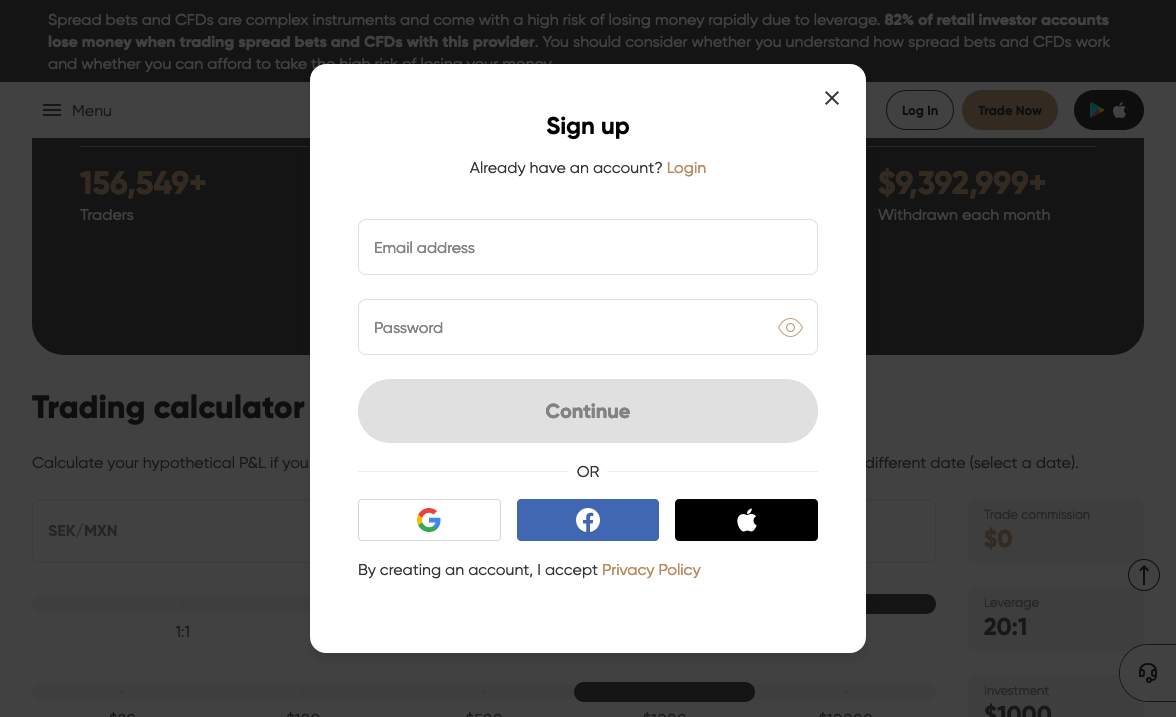 Spread bets and CFDs are complex instruments and come with a high risk of losing money rapidly due to leverage. 82% of retail investor accounts
lose money when trading spread bets and CFDs with this provider. You should consider whether you understand how spread bets and CFDs work
and whether you can afford to take the high risk of losing your money.
Menu
Log In
Trade Now
156,549+
Traders
$9,392,999+
Withdrawn each month
Sign up
Already have an account? Login
Email address
Password
Continue
OR
By creating an account, I accept Privacy Policy
Trading calculator
Calculate your hypothetical P&L if you
different date (select a date).
SEK/MXN
Trade commission
$0
1:1
Leverage
20:1
Investment
$1000
$20
$100
$500
$1000
$10000